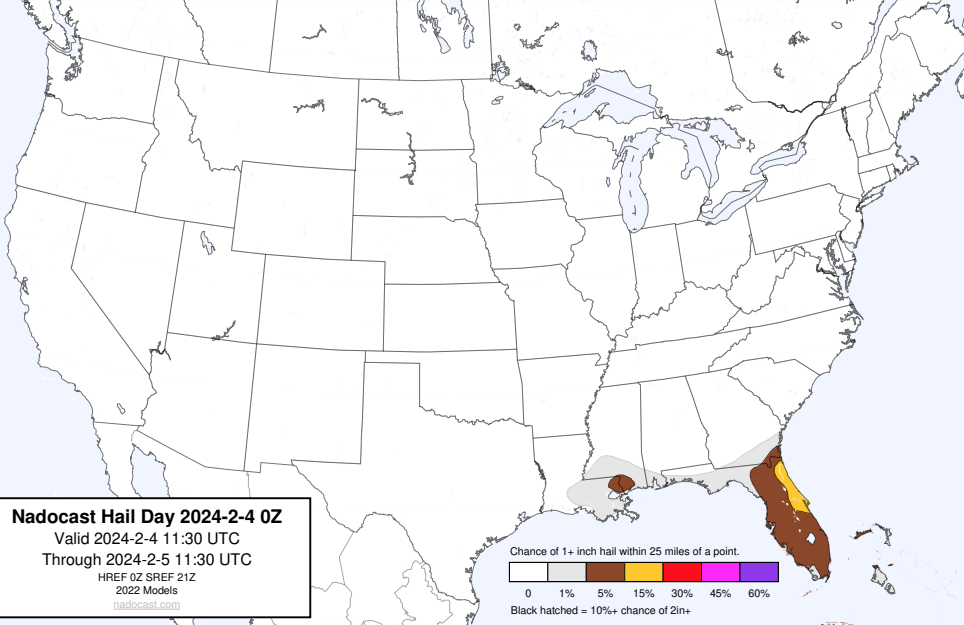 Nadocast Hail Day 2024-2-4 0Z
Valid 2024-2-4 11:30 UTC
Through 2024-2-5 11:30 UTC
HREF 0Z SREF 21Z
2022 Models
nadocast.com
Chance of 1+ inch hail within 25 miles of a point.
0 1% 5% 15% 30% 45% 60%
Black hatched = 10%+ chance of 2in+